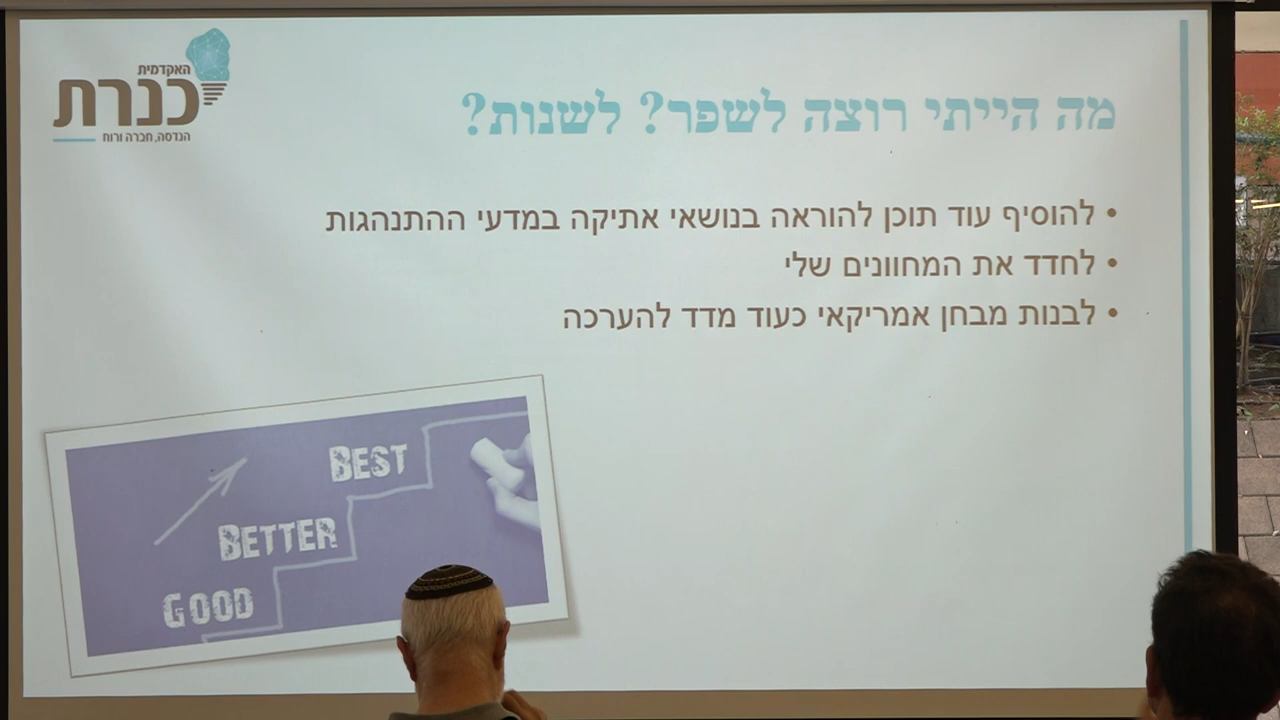 האקדמית
כנרת
הנדסה, חברה ורוח
מה הייתי רוצה לשפר? לשנות?
• להוסיף עוד תוכן להוראה בנושאי אתיקה במדעי ההתנהגות
• לחדד את המחוונים שלי
• לבנות מבחן אמריקאי כעוד מדד להערכה
BEST
BETTER
GOOD